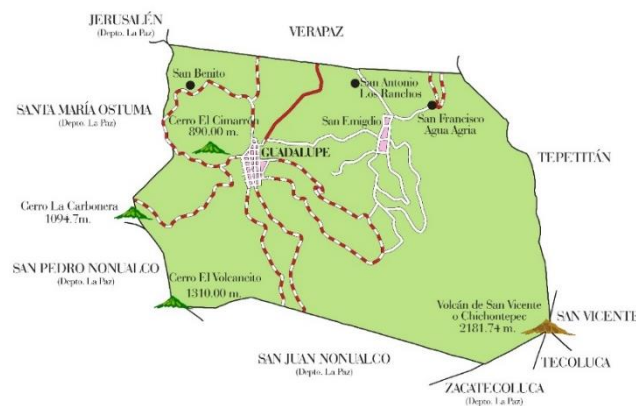 JERUSALÉN
(Depto. La Paz)
VERAPAZ
San Benito
San Antonio
Los Ranchos
SANTA MARÍA OSTUMA
(Depto. La Paz)
Cerro El Cimarrón
890.00 m.
San Emigdio
San Francisco
Agua Agria
GUADALUPE
TEPETITÁN
Cerro La Carbonera
1094.7m.
SAN PEDRO NONUALCO
(Depto. La Paz)
Cerro El Volcancito
1310.00 m.
Volcán de San Vicente
o Chichontepec
2181.74 m.
SAN VICENTE
SAN JUAN NONUALCO
(Depto. La Paz)
TECOLUCA
ZACATECOLUCA
(Depto. La Paz)